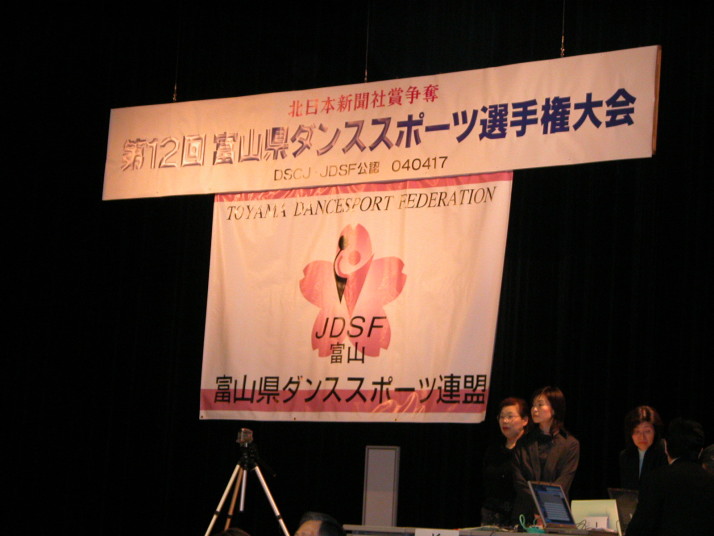 北日本新聞社賞争奪
第12回 富山県ダンススポーツ選手権大会
DSCJ・JDSF公認 040417
TOYAMA DANCESPORT FEDERATION
JDSF
富山
富山県ダンススポーツ連盟